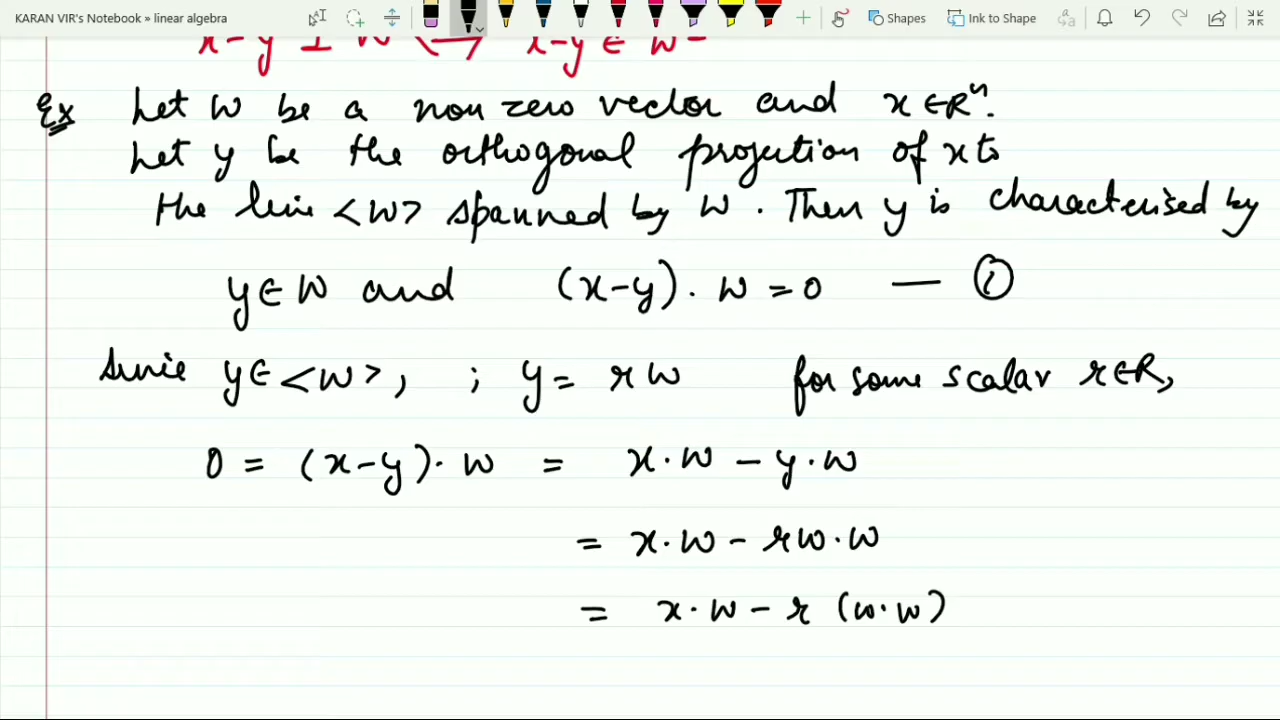 KARAN VIR's Notebook » linear algebra
Shapes
Ink to Shape
x-y ⊥ W ⟷ x-y ∈ W⊥
Ex Let W be a non zero vector and x ∈ Rⁿ.
Let y be the orthogonal projection of x to
the line <w> spanned by w. Then y is characterised by
y ∈ W and (x-y). w = 0 — ①
Since y ∈ <w>, ; y = rw for some scalar r ∈ R,
0 = (x-y). w = x.w - y.w
= x.w - rw.w
= x.w - r (w.w)